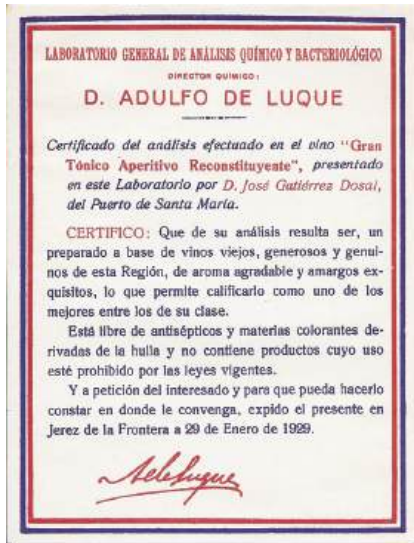 LABORATORIO GENERAL DE ANÁLISIS QUÍMICO Y BACTERIOLÓGICO
DIRECTOR QUÍMICO:
D. ADULFO DE LUQUE
Certificado del análisis efectuado en el vino "Gran
Tónico Aperitivo Reconstituyente", presentado
en este Laboratorio por D. José Gutiérrez Dosal,
del Puerto de Santa María.
CERTIFICO: Que de su análisis resulta ser, un
preparado a base de vinos viejos, generosos y genui-
nos de esta Región, de aroma agradable y amargos ex-
quisitos, lo que permite calificarlo como uno de los
mejores entre los de su clase.
Está libre de antisépticos y materias colorantes de-
rivadas de la hulla y no contiene productos cuyo uso
esté prohibido por las leyes vigentes.
Y a petición del interesado y para que pueda hacerlo
constar en donde le convenga, expido el presente en
Jerez de la Frontera a 29 de Enero de 1929.